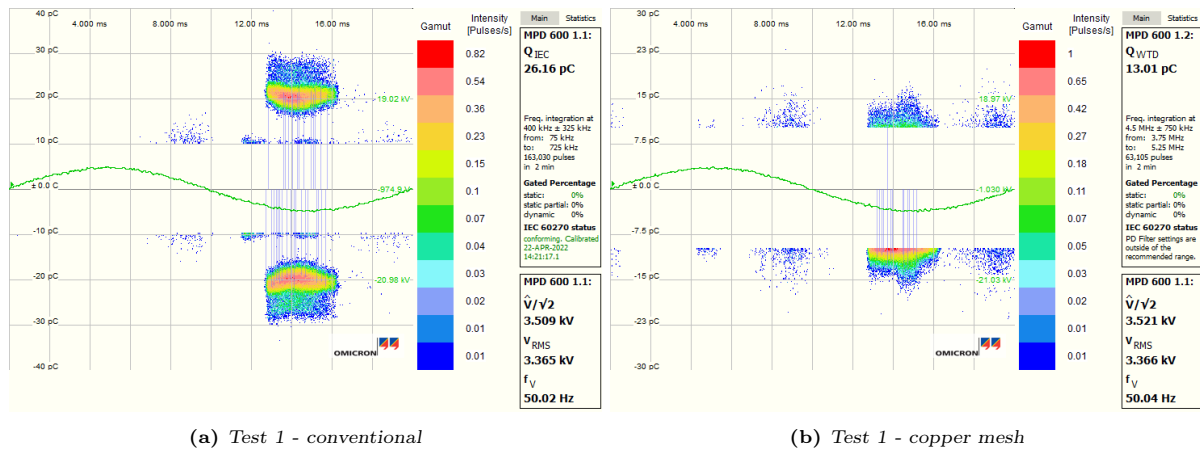 40 pC
4.000 ms
8.000 ms
12.00 ms
16.00 ms
30 pC
20 pC
19.02 kV
10 pC
± 0.0 C
-974.9 kV
-10 pC
-20 pC
-20.98 kV
-30 pC
-40 pC
OMICRON
Gamut
Intensity
[Pulses/s]
0.82
0.54
0.36
0.23
0.15
0.1
0.07
0.04
0.03
0.02
0.01
0.01
Main
Statistics
MPD 600 1.1:
QIEC
26.16 pC
Freq. integration at
400 kHz ± 325 kHz
from: 75 kHz
to: 725 kHz
163,030 pulses
in 2 min
Gated Percentage
static: 0%
static partial: 0%
dynamic 0%
IEC 60270 status
conforming. Calibrated
22-APR-2022
14:21:17.1
MPD 600 1.1:
V̂/√2
3.509 kV
VRMS
3.365 kV
fV
50.02 Hz
(a) Test 1 - conventional
30 pC
4.000 ms
8.000 ms
12.00 ms
16.00 ms
23 pC
15 pC
18.97 kV
7.5 pC
± 0.0 C
-1.030 kV
-7.5 pC
-15 pC
-21.03 kV
-23 pC
-30 pC
OMICRON
Gamut
Intensity
[Pulses/s]
1
0.65
0.42
0.27
0.18
0.11
0.07
0.05
0.03
0.02
0.01
0.01
Main
Statistics
MPD 600 1.2:
QWTD
13.01 pC
Freq. integration at
4.5 MHz ± 750 kHz
from: 3.75 MHz
to: 5.25 MHz
63,105 pulses
in 2 min
Gated Percentage
static: 0%
static partial: 0%
dynamic 0%
IEC 60270 status
PD Filter settings are
outside of the
recommended range.
MPD 600 1.1:
V̂/√2
3.521 kV
VRMS
3.366 kV
fV
50.04 Hz
(b) Test 1 - copper mesh